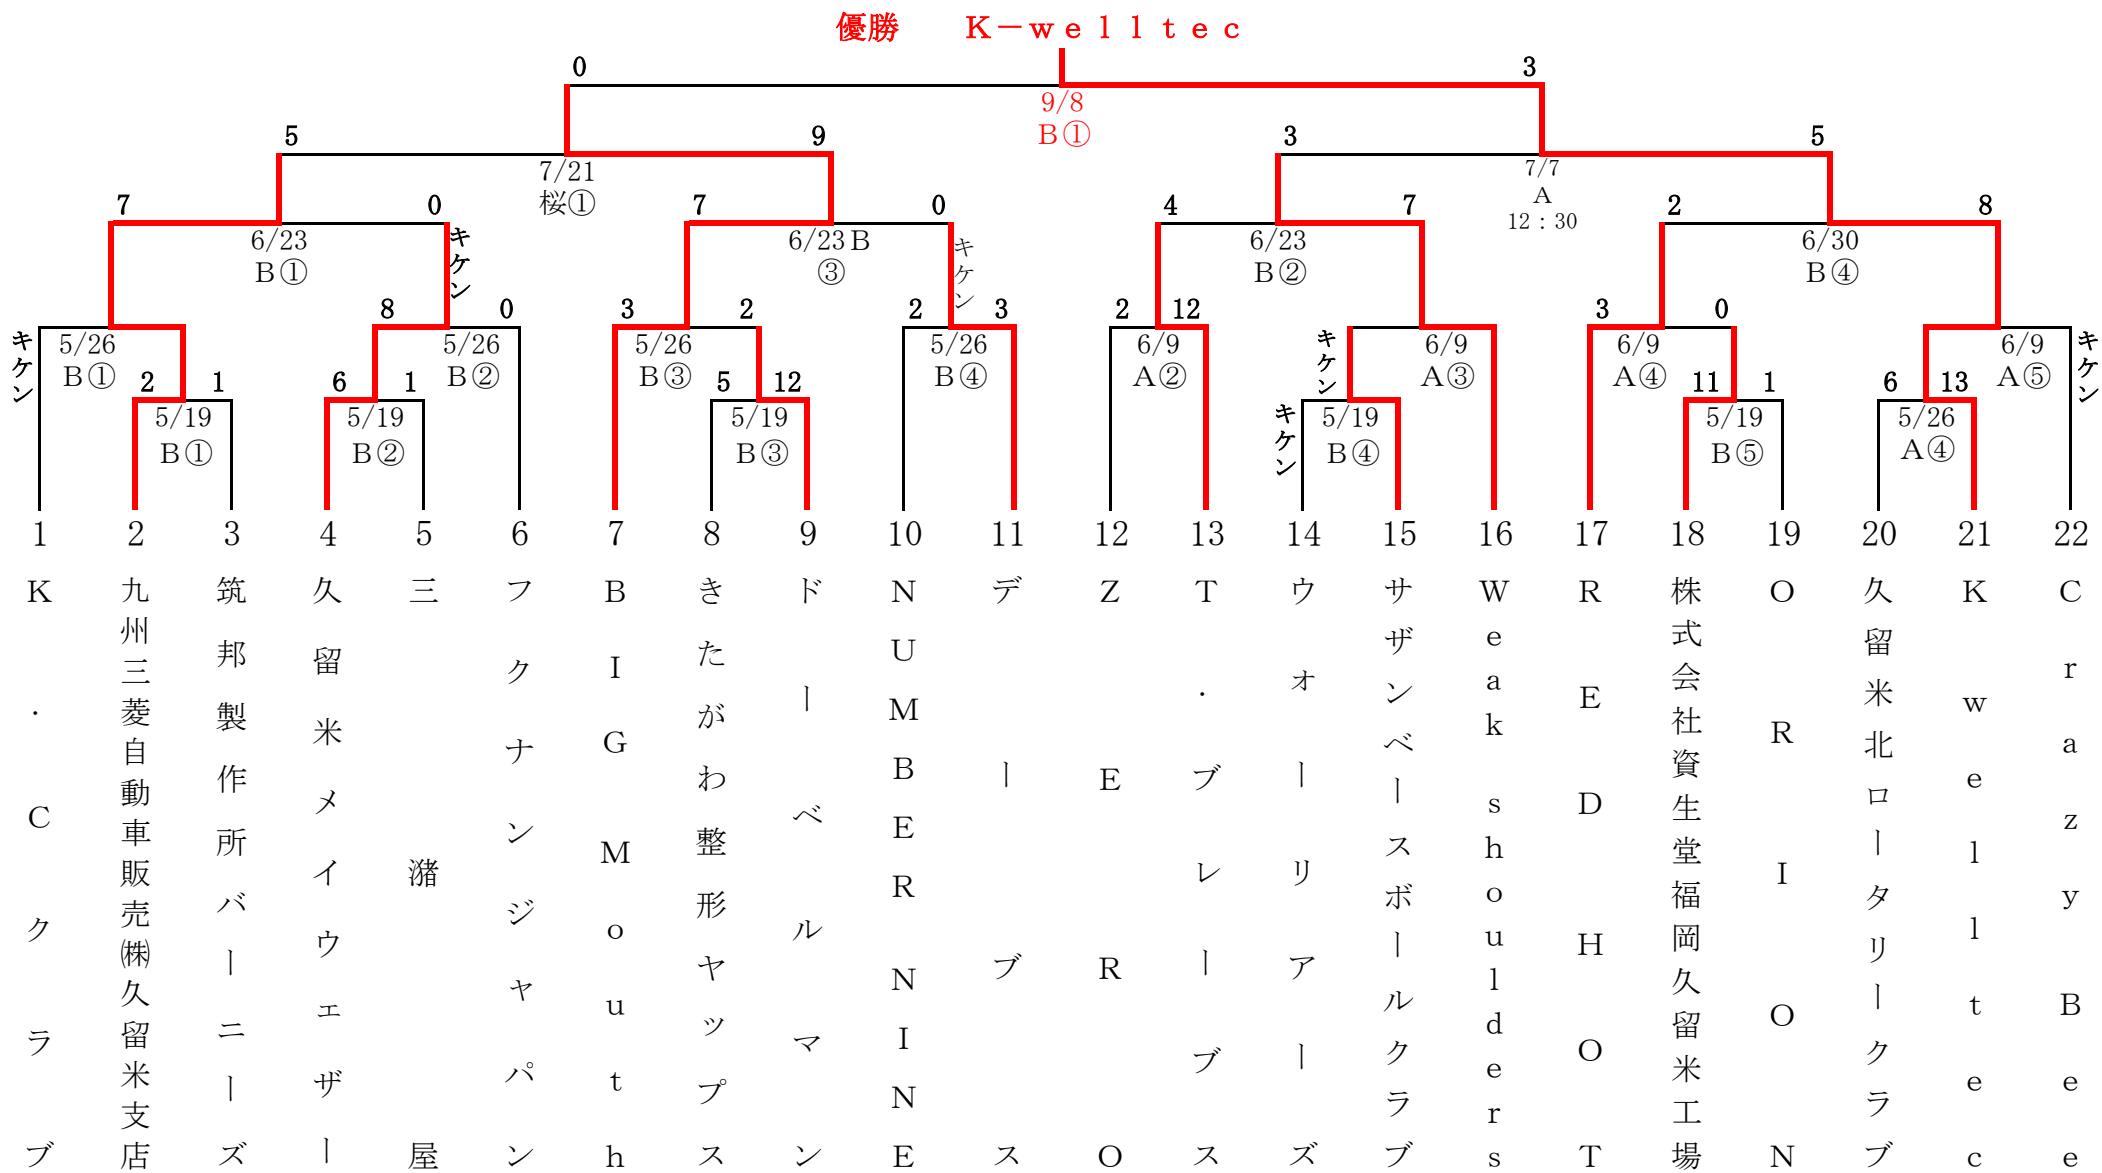 優勝　Ｋ－ｗｅｌｌｔｅｃ
0 3
9/8
B①
5 9 3 5
7/21
桜①
7/7
A
12：30
7 0 7 0 4 7 2 8
6/23
B①
キケン
6/23 B
③
キケン
6/23
B②
6/30
B④
8 0 3 2 2 3 2 12 3 0
キケン
5/26
B①
5/26
B②
5/26
B③
5/26
B④
6/9
A②
キケン
6/9
A③
6/9
A④
6/9
A⑤
キケン
2 1 6 1 5 12 11 1 6 13
5/19
B①
5/19
B②
5/19
B③
キケン
5/19
B④
5/19
B⑤
5/26
A④
1 2 3 4 5 6 7 8 9 10 11 12 13 14 15 16 17 18 19 20 21 22
K．Cクラブ
九州三菱自動車販売㈱久留米支店
筑邦製作所バーニーズ
久留米メイウェザー
三潴屋
フクナンジャパン
BIG Mouth
きたがわ整形ヤップス
ドーベルマン
NUMBER NINE
デーブス
ZERO
T．ブレーブス
ウォーリアーズ
サザンベースボールクラブ
Weak shoulders
RED HOT
株式会社資生堂福岡久留米工場
ORION
久留米北ロータリークラブ
K welltec
Crazy Bee